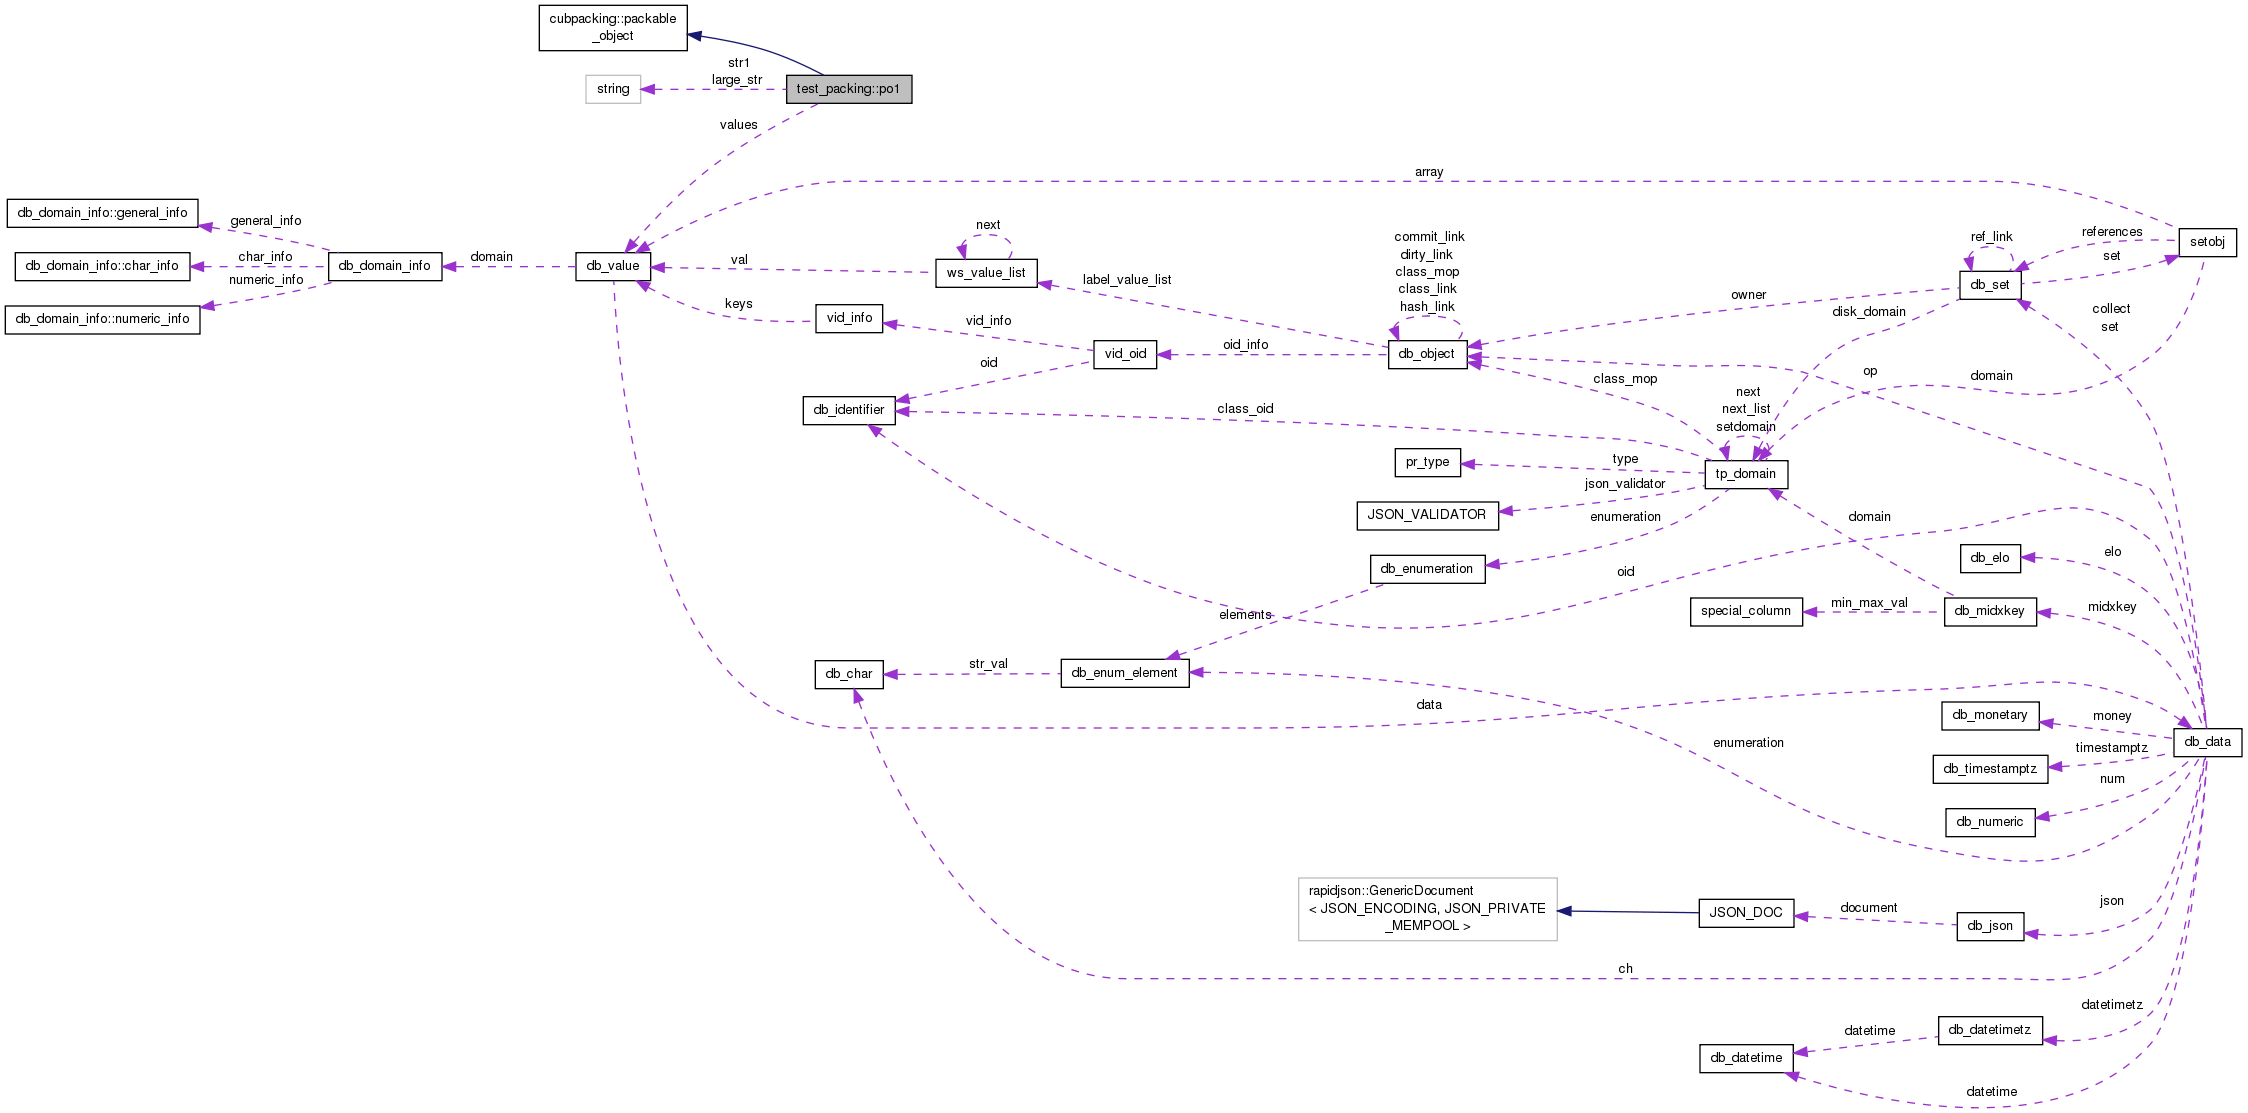 cubpacking::packable
_object
str1
large_str
string
test_packing::po1
values
array
db_domain_info::general_info
general_info
next
commit_link
dirty_link
class_mop
class_link
hash_link
ref_link
references
setobj
set
db_domain_info::char_info
char_info
db_domain_info
domain
db_value
val
ws_value_list
label_value_list
db_set
numeric_info
db_domain_info::numeric_info
keys
vid_info
vid_info
owner
disk_domain
collect
set
oid_info
vid_oid
db_object
oid
class_mop
op
domain
db_identifier
class_oid
next
next_list
setdomain
pr_type
type
tp_domain
JSON_VALIDATOR
json_validator
enumeration
domain
db_enumeration
oid
db_elo
elo
elements
special_column
min_max_val
db_midxkey
midxkey
db_char
str_val
db_enum_element
data
enumeration
db_monetary
money
db_data
timestamptz
db_timestamptz
num
db_numeric
rapidjson::GenericDocument
< JSON_ENCODING, JSON_PRIVATE
_MEMPOOL >
JSON_DOC
document
db_json
json
ch
datetimetz
db_datetimetz
datetime
db_datetime
datetime